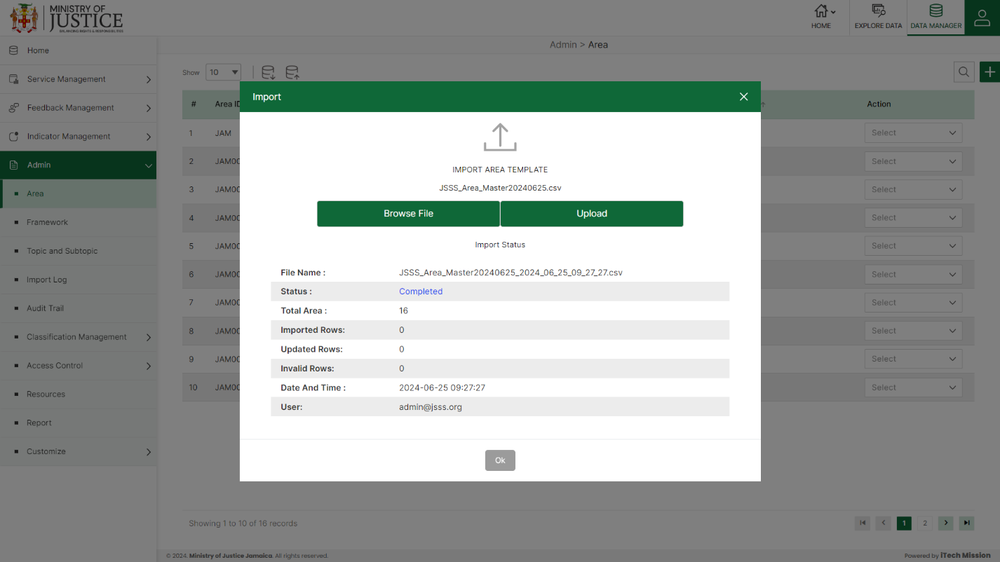 MINISTRY OF
JUSTICE
BALANCING RIGHTS & RESPONSIBILITIES
HOME
EXPLORE DATA
DATA MANAGER
Admin > Area
Home
Service Management
Feedback Management
Indicator Management
Admin
Area
Framework
Topic and Subtopic
Import Log
Audit Trail
Classification Management
Access Control
Resources
Report
Customize
Show 10
# Area ID Action
1 JAM Select
2 JAM00 Select
3 JAM00 Select
4 JAM00 Select
5 JAM00 Select
6 JAM00 Select
7 JAM00 Select
8 JAM00 Select
9 JAM00 Select
10 JAM00 Select
Import
IMPORT AREA TEMPLATE
JSSS_Area_Master20240625.csv
Browse File Upload
Import Status
File Name : JSSS_Area_Master20240625_2024_06_25_09_27_27.csv
Status : Completed
Total Area : 16
Imported Rows: 0
Updated Rows: 0
Invalid Rows: 0
Date And Time : 2024-06-25 09:27:27
User: admin@jsss.org
Ok
Showing 1 to 10 of 16 records
1 2
© 2024. Ministry of Justice Jamaica. All rights reserved.
Powered by iTech Mission